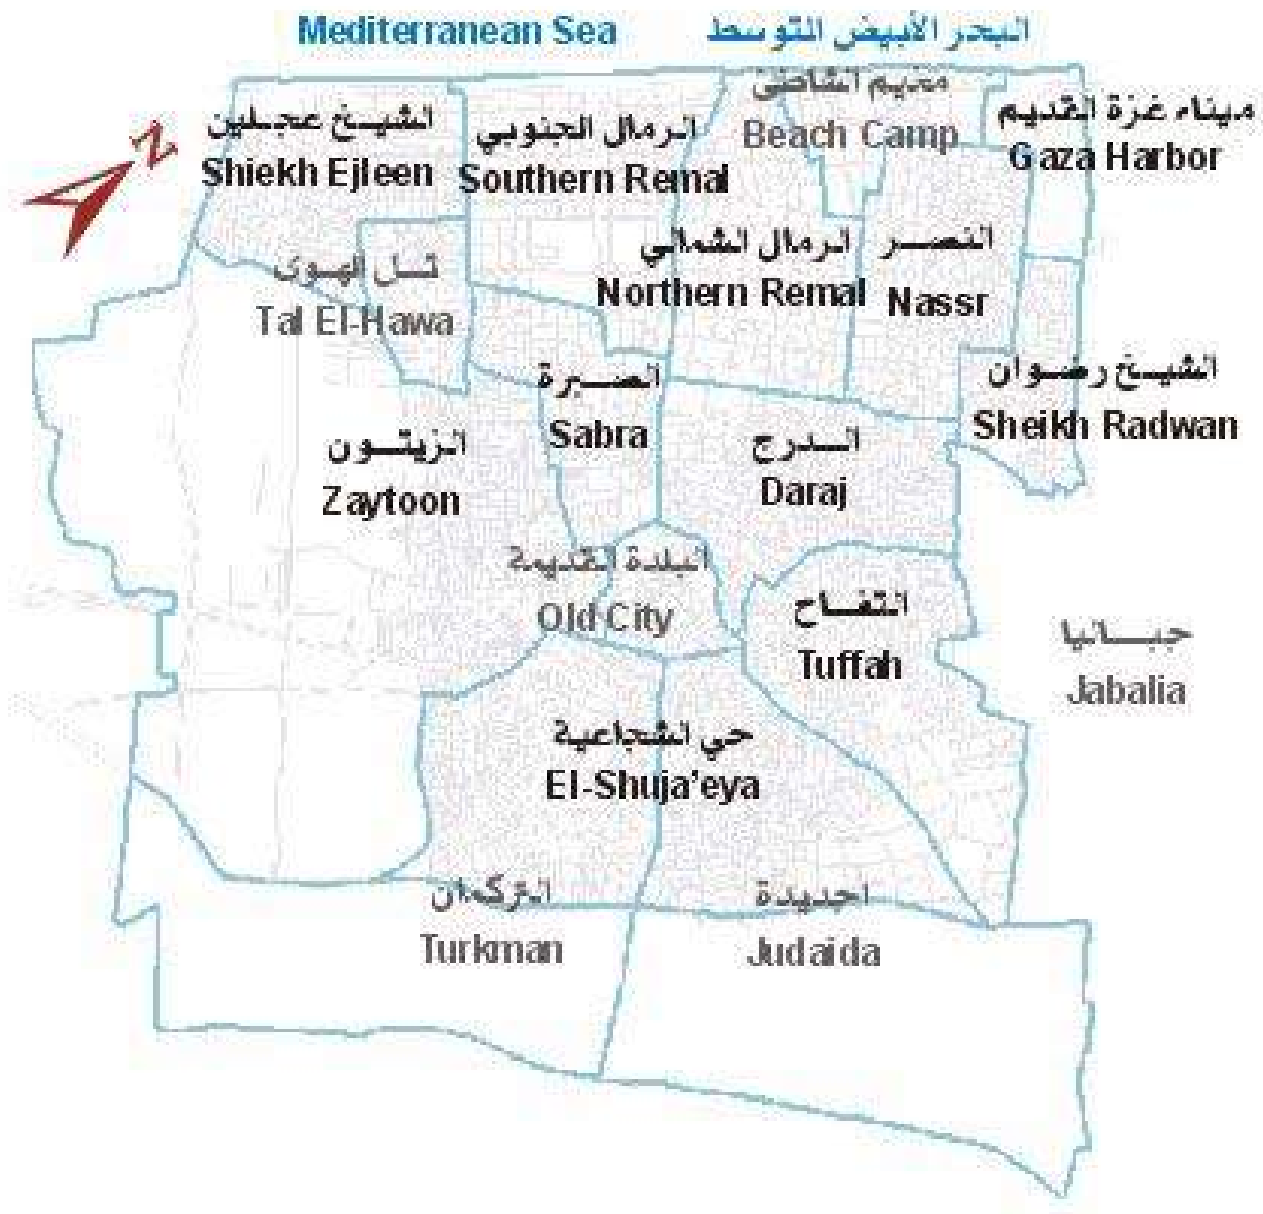 Mediterranean Sea
البحر الأبيض المتوسط
مخيم الشاطئ
Beach Camp
ميناء غزة القديم
Gaza Harbor
الشيخ عجلين
Shiekh Ejleen
الرمال الجنوبي
Southern Remal
N
الرمال الشمالي
Northern Remal
النصر
Nassr
تل الهوى
Tal El-Hawa
الصبرة
Sabra
الشيخ رضوان
Sheikh Radwan
الزيتون
Zaytoon
الدرج
Daraj
البلدة القديمة
Old City
التفاح
Tuffah
جباليا
Jabalia
حي الشجاعية
El-Shuja'eya
التركمان
Turkman
اجديدة
Judaida